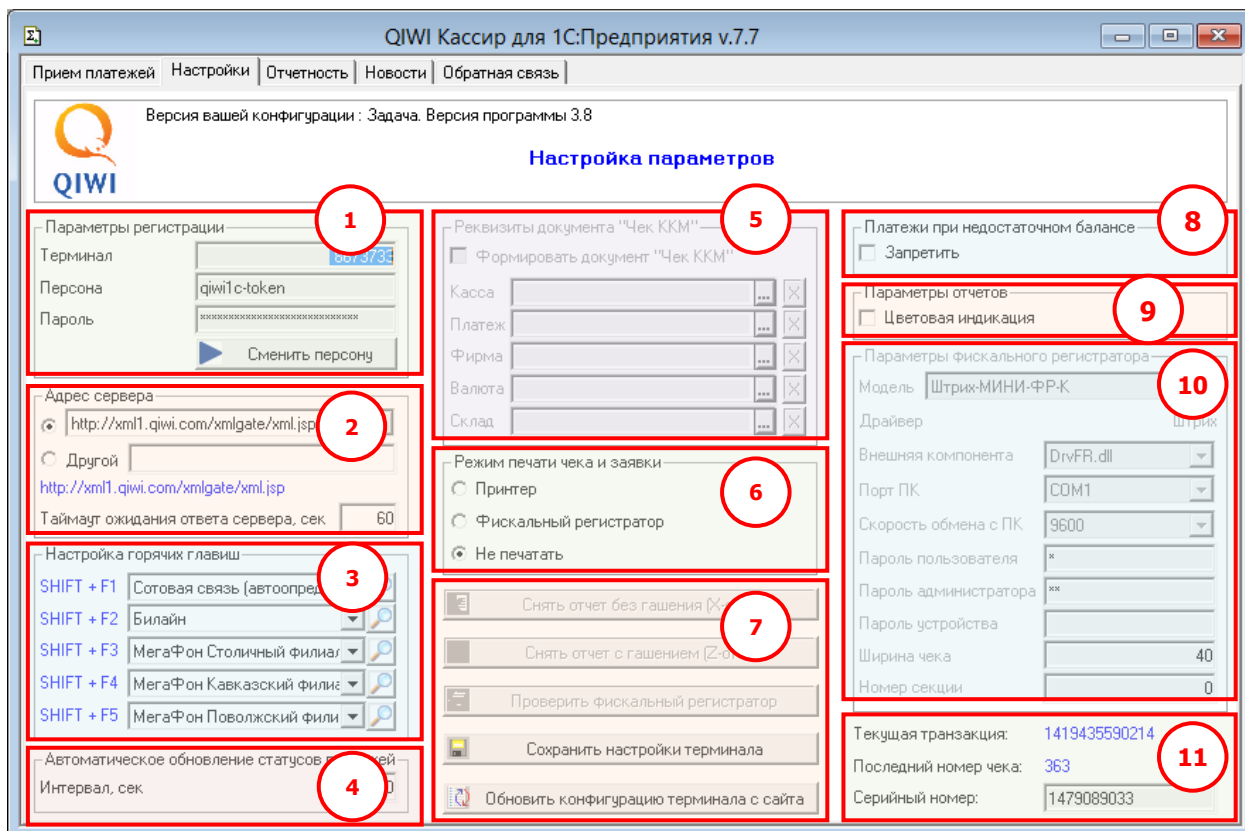 QIWI Кассир для 1С:Предприятия v.7.7
Прием платежей Настройки Отчетность Новости Обратная связь
Версия вашей конфигурации : Задача. Версия программы 3.8
Настройка параметров
QIWI
1
Параметры регистрации
Терминал
Персона qiwi1c-token
Пароль ****************************
Сменить персону
2
Адрес сервера
http://xml1.qiwi.com/xmlgate/xml.jsp
Другой
http://xml1.qiwi.com/xmlgate/xml.jsp
Таймаут ожидания ответа сервера, сек 60
3
Настройка горячих главиш
SHIFT + F1 Сотовая связь (автоопред
SHIFT + F2 Билайн
SHIFT + F3 МегаФон Столичный филиал
SHIFT + F4 МегаФон Кавказский филиа
SHIFT + F5 МегаФон Поволжский фили
4
Автоматическое обновление статусов
Интервал, сек
5
Реквизиты документа "Чек ККМ"
Формировать документ "Чек ККМ"
Касса ... X
Платеж ... X
Фирма ... X
Валюта ... X
Склад ... X
6
Режим печати чека и заявки
Принтер
Фискальный регистратор
Не печатать
7
Снять отчет без гашения (X-
Снять отчет с гашением (Z-
Проверить фискальный регистратор
Сохранить настройки терминала
Обновить конфигурацию терминала с сайта
8
Платежи при недостаточном балансе
Запретить
9
Параметры отчетов
Цветовая индикация
10
Параметры фискального регистратора
Модель Штрих-МИНИ-ФР-К
Драйвер Штрих
Внешняя компонента DrvFR.dll
Порт ПК COM1
Скорость обмена с ПК 9600
Пароль пользователя *
Пароль администратора **
Пароль устройства
Ширина чека 40
Номер секции 0
11
Текущая транзакция: 1419435590214
Последний номер чека: 363
Серийный номер: 1479089033